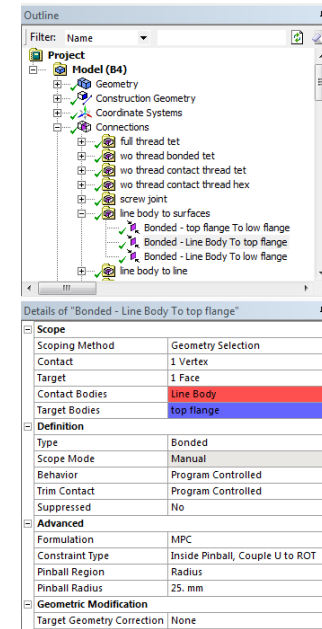 Outline
Filter: Name
Project
Model (B4)
Geometry
Construction Geometry
Coordinate Systems
Connections
full thread tet
wo thread bonded tet
wo thread contact thread tet
wo thread contact thread hex
screw joint
line body to surfaces
Bonded - top flange To low flange
Bonded - Line Body To top flange
Bonded - Line Body To low flange
line body to line
Details of "Bonded - Line Body To top flange"
Scope
Scoping Method Geometry Selection
Contact 1 Vertex
Target 1 Face
Contact Bodies Line Body
Target Bodies top flange
Definition
Type Bonded
Scope Mode Manual
Behavior Program Controlled
Trim Contact Program Controlled
Suppressed No
Advanced
Formulation MPC
Constraint Type Inside Pinball, Couple U to ROT
Pinball Region Radius
Pinball Radius 25. mm
Geometric Modification
Target Geometry Correction None